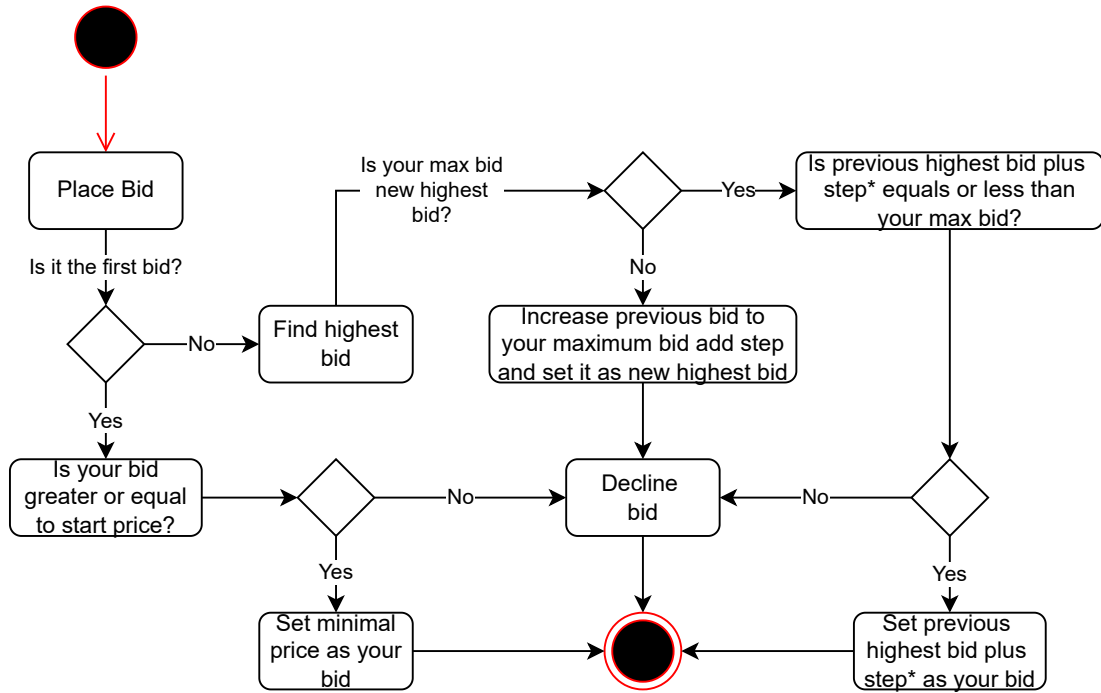 Place Bid
Is it the first bid?
No
Find highest
bid
Is your max bid
new highest
bid?
Yes
Is previous highest bid plus
step* equals or less than
your max bid?
No
Increase previous bid to
your maximum bid add step
and set it as new highest bid
Yes
Is your bid
greater or equal
to start price?
No
Decline
bid
No
Yes
Set minimal
price as your
bid
Yes
Set previous
highest bid plus
step* as your bid